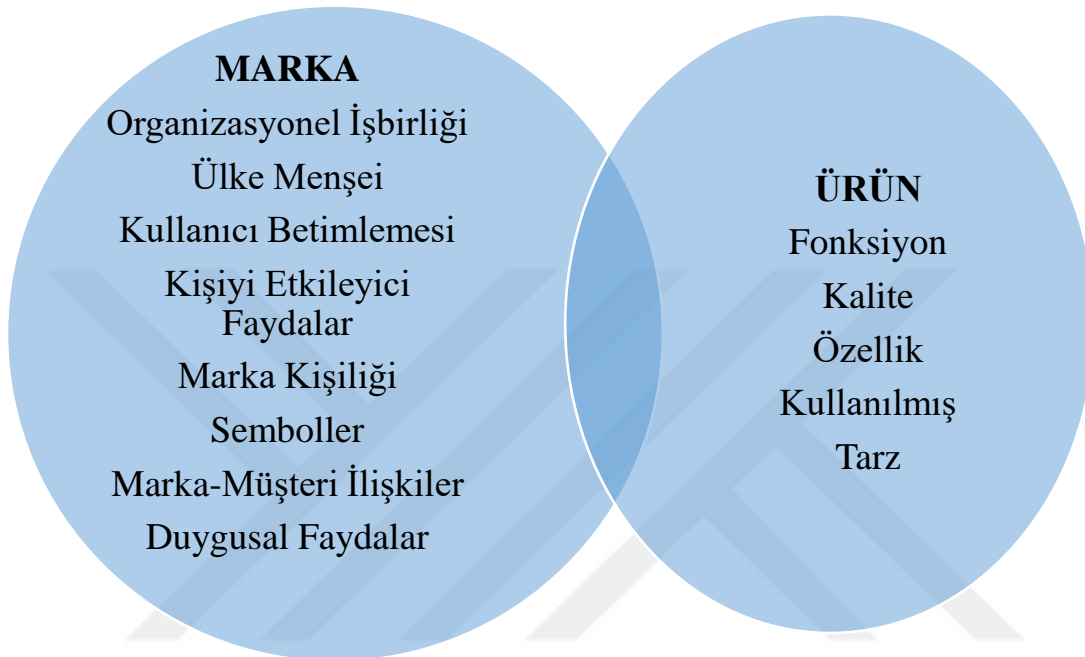 MARKA
Organizasyonel İşbirliği
Ülke Menşei
Kullanıcı Betimlemesi
Kişiyi Etkileyici
Faydalar
Marka Kişiliği
Semboller
Marka-Müşteri İlişkiler
Duygusal Faydalar
ÜRÜN
Fonksiyon
Kalite
Özellik
Kullanılmış
Tarz